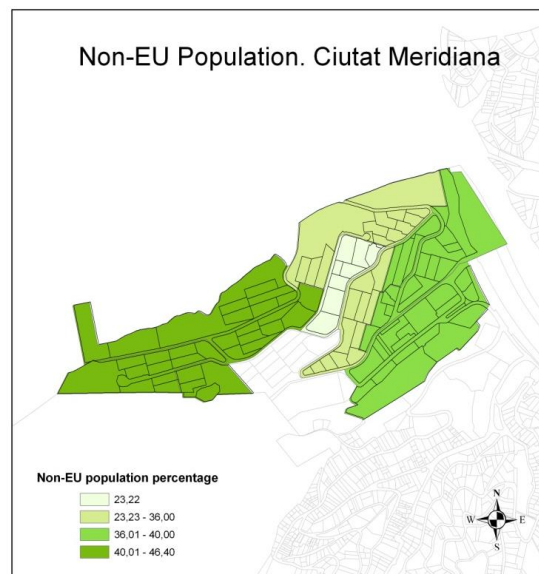 Non-EU Population. Ciutat Meridiana
Non-EU population percentage
23,22
23,23 - 36,00
36,01 - 40,00
40,01 - 46,40
N
W E
S